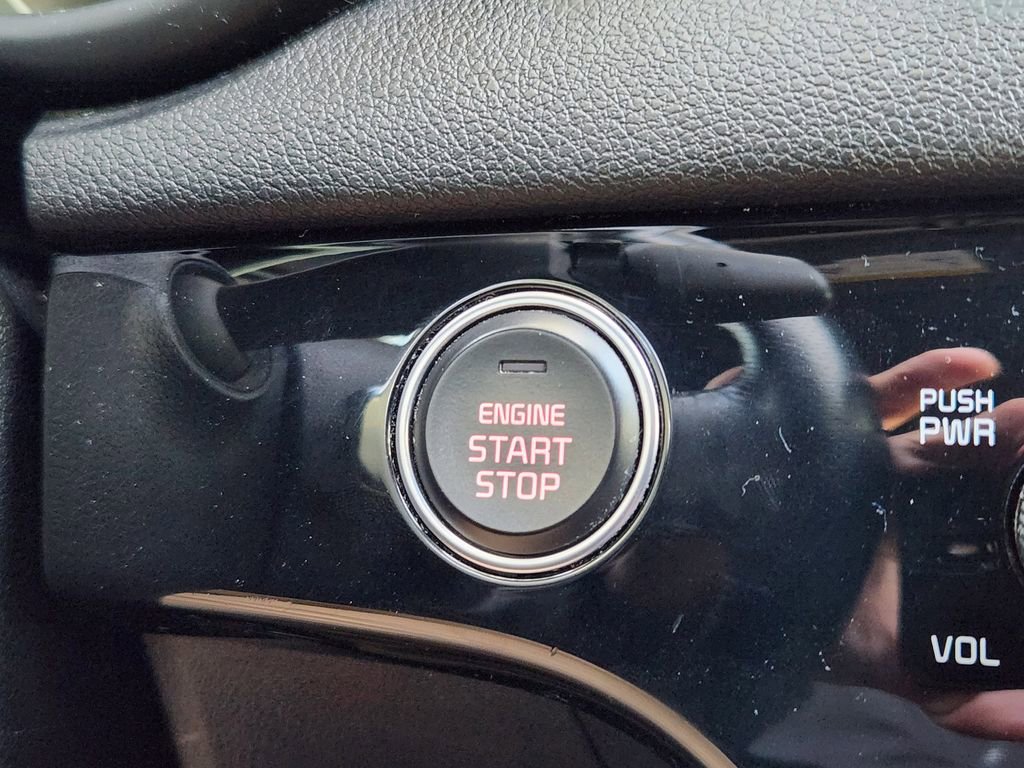 ENGINE
START
STOP
PUSH
PWR
VOL